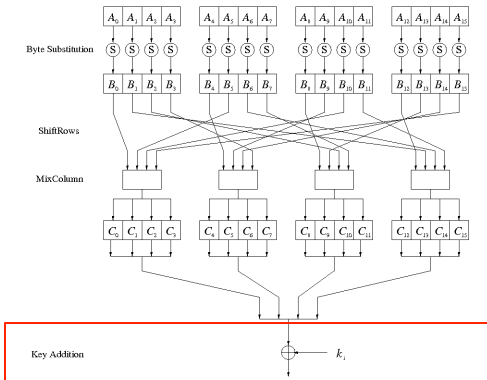 A₀ A₁ A₂ A₃ A₄ A₅ A₆ A₇ A₈ A₉ A₁₀ A₁₁ A₁₂ A₁₃ A₁₄ A₁₅
Byte Substitution S S S S S S S S S S S S S S S S
B₀ B₁ B₂ B₃ B₄ B₅ B₆ B₇ B₈ B₉ B₁₀ B₁₁ B₁₂ B₁₃ B₁₄ B₁₅
ShiftRows
MixColumn
C₀ C₁ C₂ C₃ C₄ C₅ C₆ C₇ C₈ C₉ C₁₀ C₁₁ C₁₂ C₁₃ C₁₄ C₁₅
Key Addition kᵢ